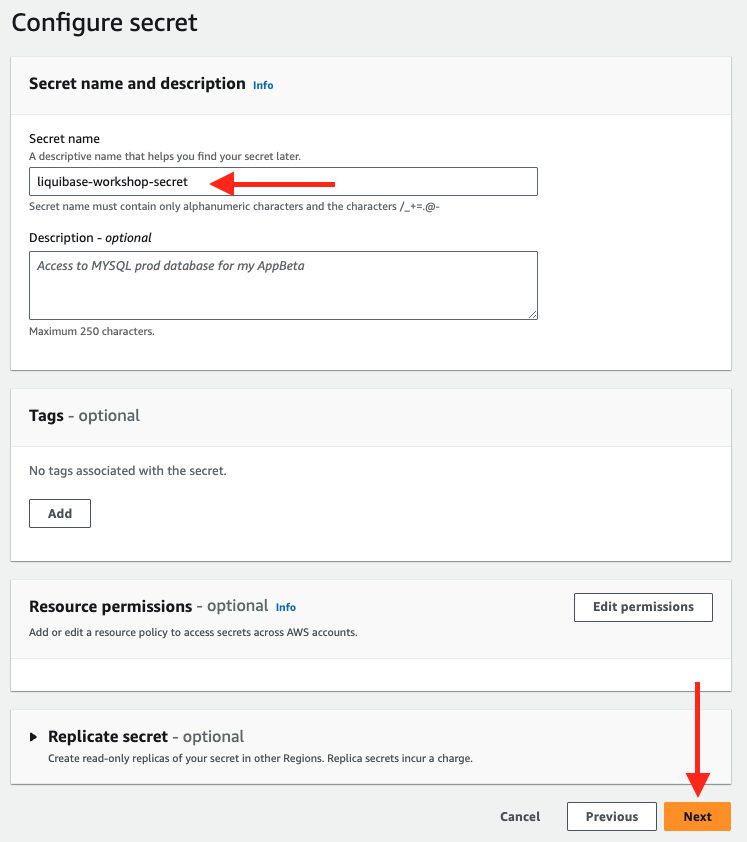 Configure secret
Secret name and description Info
Secret name
A descriptive name that helps you find your secret later.
liquibase-workshop-secret
Secret name must contain only alphanumeric characters and the characters /_+=.@-
Description - optional
Access to MYSQL prod database for my AppBeta
Maximum 250 characters.
Tags - optional
No tags associated with the secret.
Add
Resource permissions - optional Info
Edit permissions
Add or edit a resource policy to access secrets across AWS accounts.
Replicate secret - optional
Create read-only replicas of your secret in other Regions. Replica secrets incur a charge.
Cancel Previous Next